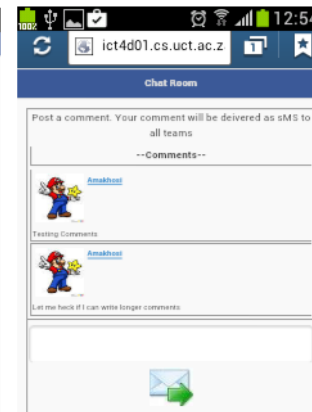 100%
12:54
ict4d01.cs.uct.ac.z
1
Chat Room
Post a comment. Your comment will be deivered as sMS to
all teams
--Comments--
Amakhosi
Testing Comments
Amakhosi
Let me heck if I can write longer comments